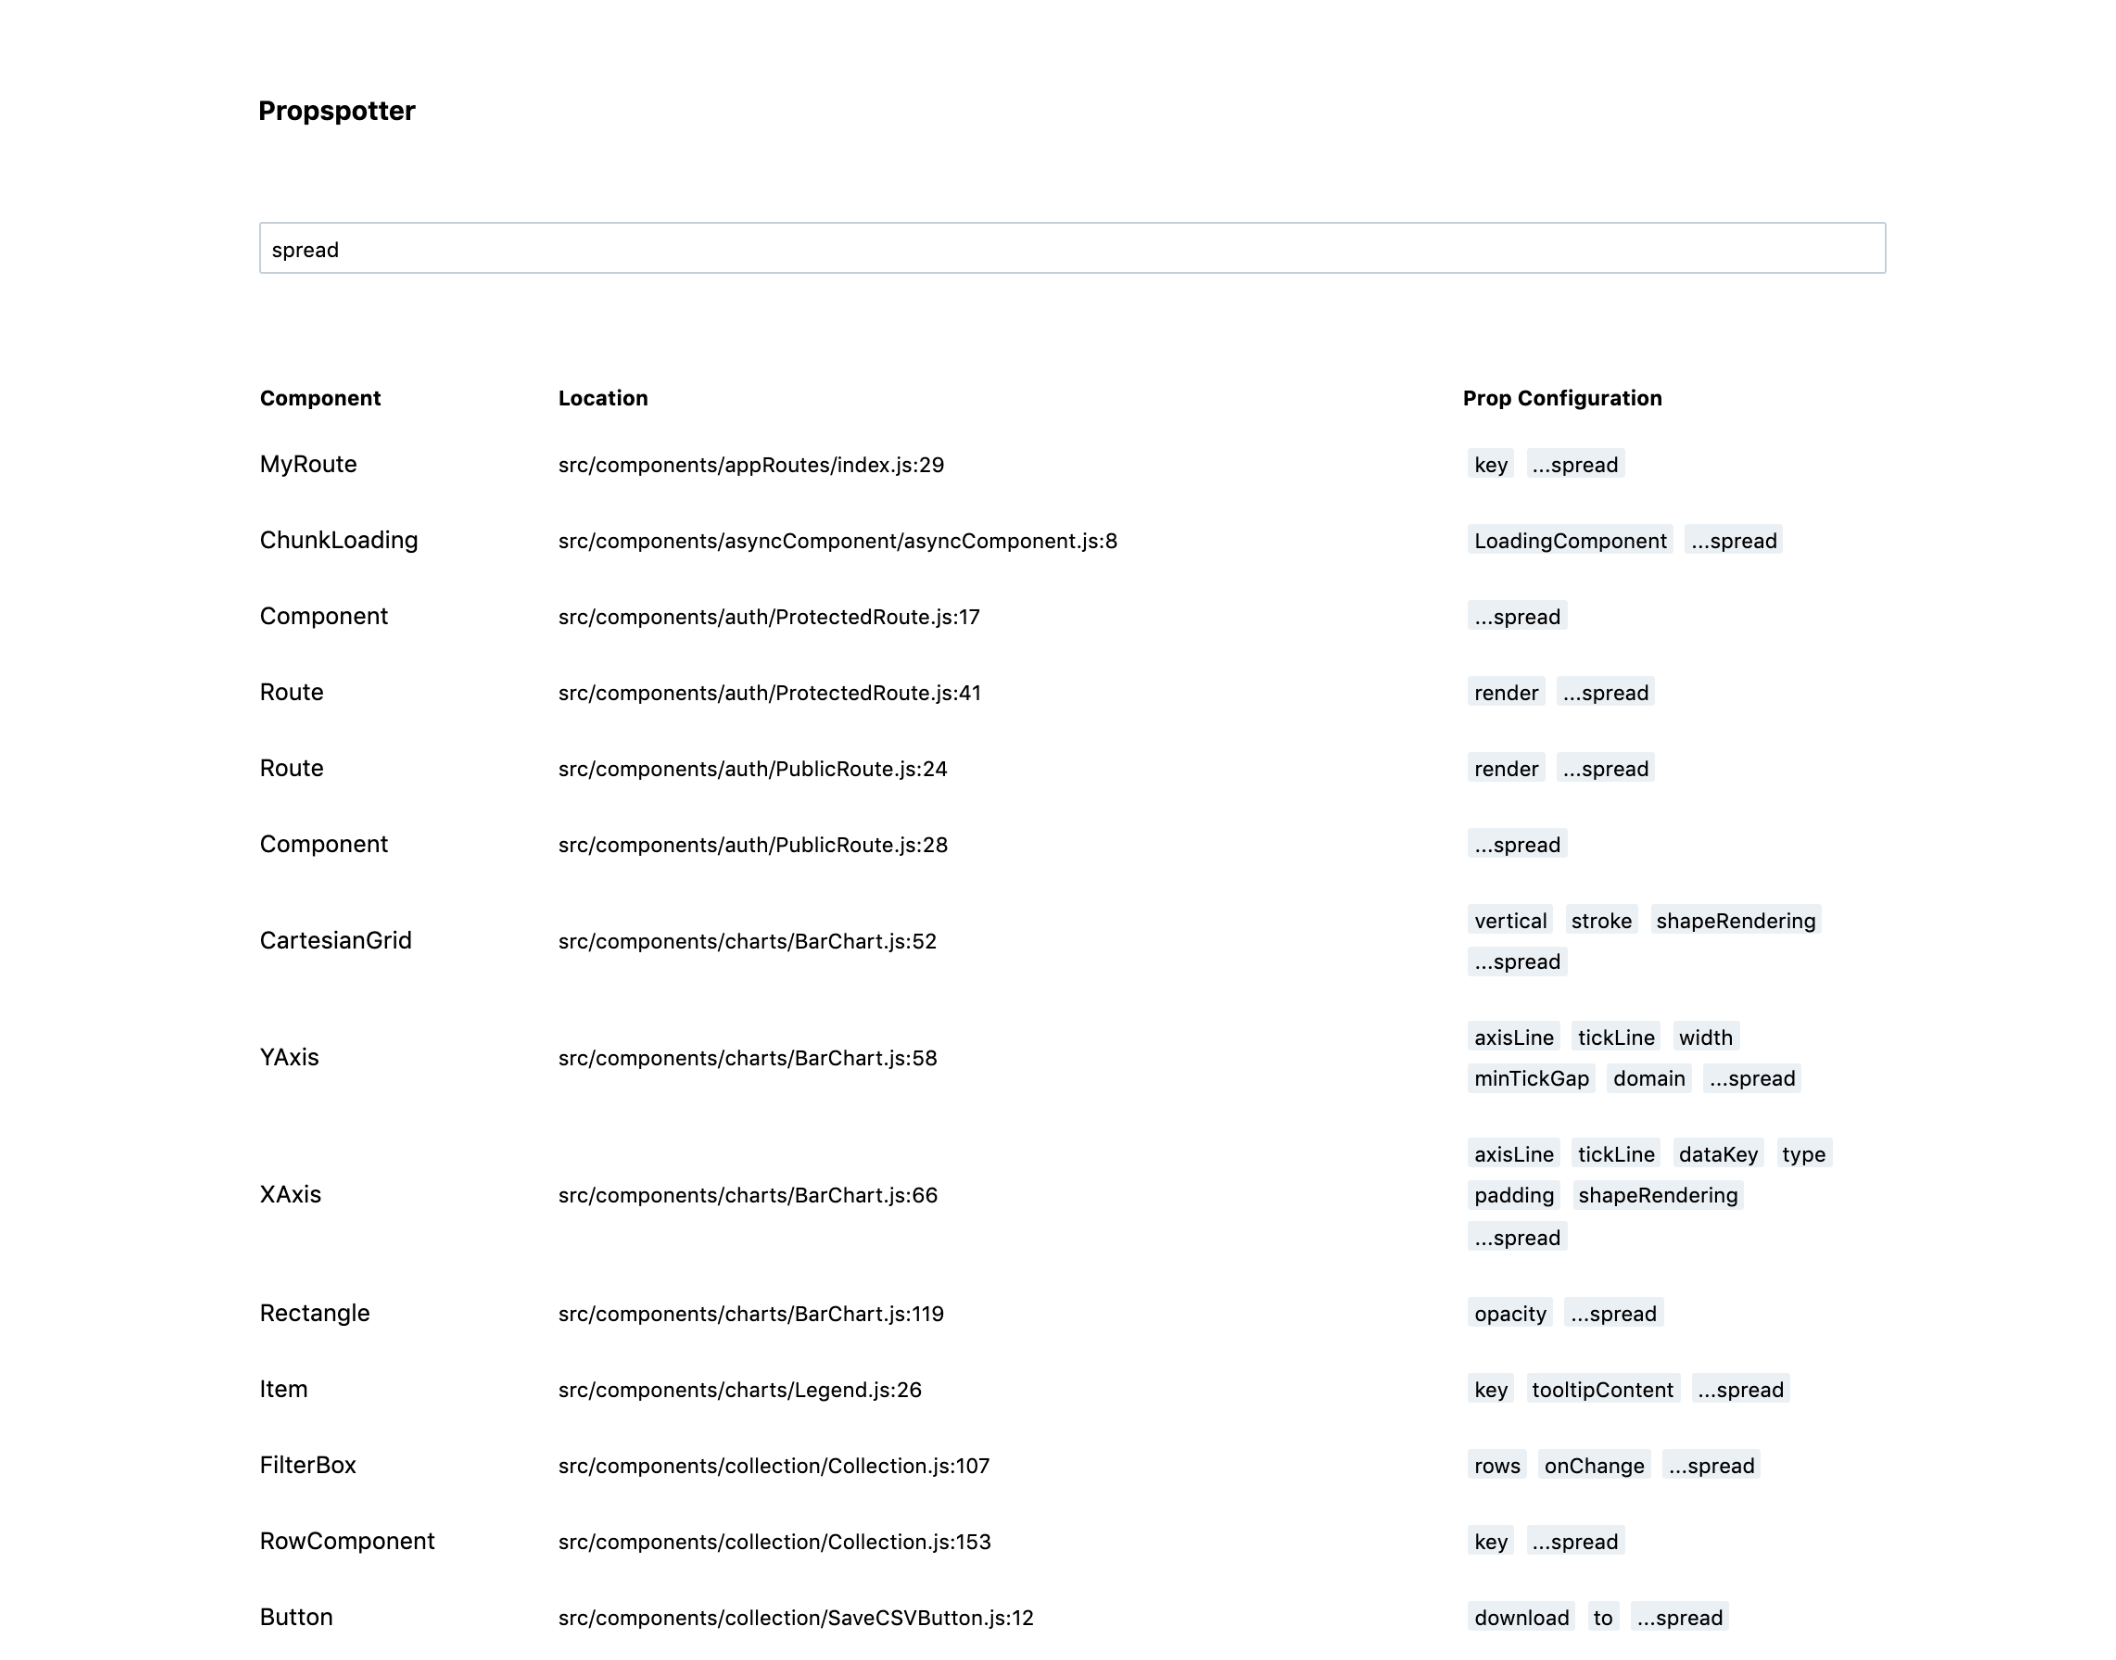 Propspotter
spread
Component Location Prop Configuration
MyRoute src/components/appRoutes/index.js:29 key ...spread
ChunkLoading src/components/asyncComponent/asyncComponent.js:8 LoadingComponent ...spread
Component src/components/auth/ProtectedRoute.js:17 ...spread
Route src/components/auth/ProtectedRoute.js:41 render ...spread
Route src/components/auth/PublicRoute.js:24 render ...spread
Component src/components/auth/PublicRoute.js:28 ...spread
CartesianGrid src/components/charts/BarChart.js:52 vertical stroke shapeRendering
...spread
YAxis src/components/charts/BarChart.js:58 axisLine tickLine width
minTickGap domain ...spread
XAxis src/components/charts/BarChart.js:66 axisLine tickLine dataKey type
padding shapeRendering
...spread
Rectangle src/components/charts/BarChart.js:119 opacity ...spread
Item src/components/charts/Legend.js:26 key tooltipContent ...spread
FilterBox src/components/collection/Collection.js:107 rows onChange ...spread
RowComponent src/components/collection/Collection.js:153 key ...spread
Button src/components/collection/SaveCSVButton.js:12 download to ...spread